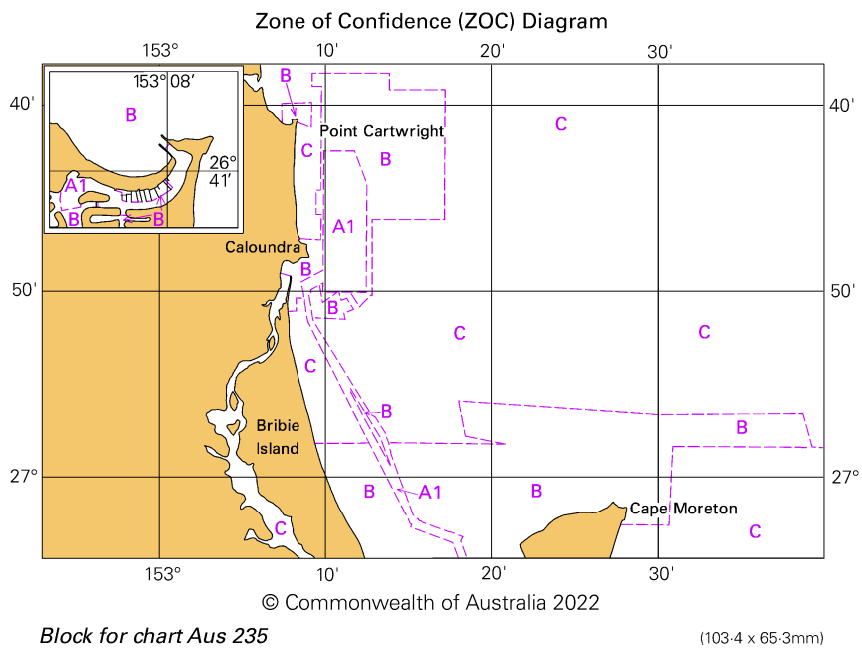 Zone of Confidence (ZOC) Diagram
153° 10' 20' 30'
40' 40'
153° 08′
B
26°
41′
A1
B B
B
Point Cartwright
C
B
C
A1
Caloundra
B
50' 50'
B
C C
C
B
B
Bribie
Island
27° 27°
B
A1
B
Cape Moreton
C
C
153° 10' 20' 30'
© Commonwealth of Australia 2022
Block for chart Aus 235
(103·4 x 65·3mm)